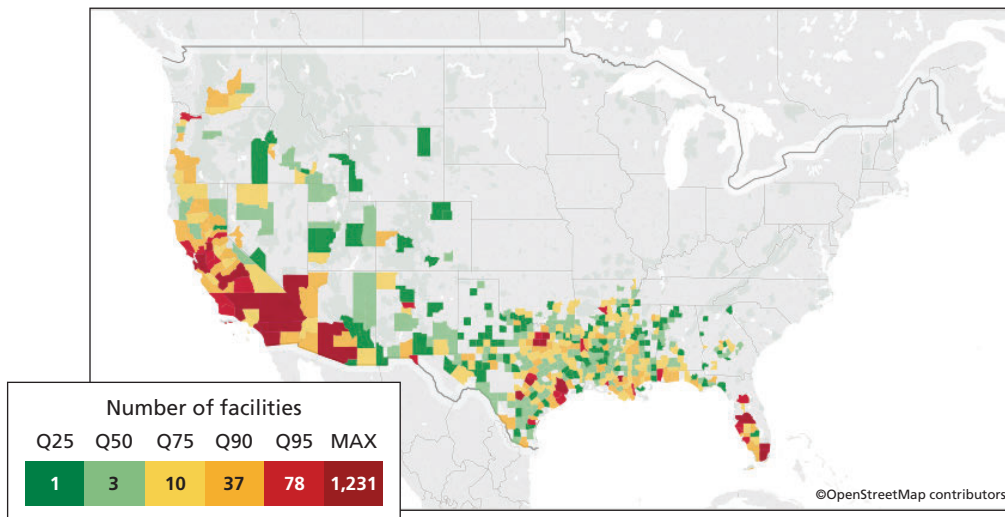 Number of facilities
Q25 Q50 Q75 Q90 Q95 MAX
1 3 10 37 78 1,231
©OpenStreetMap contributors